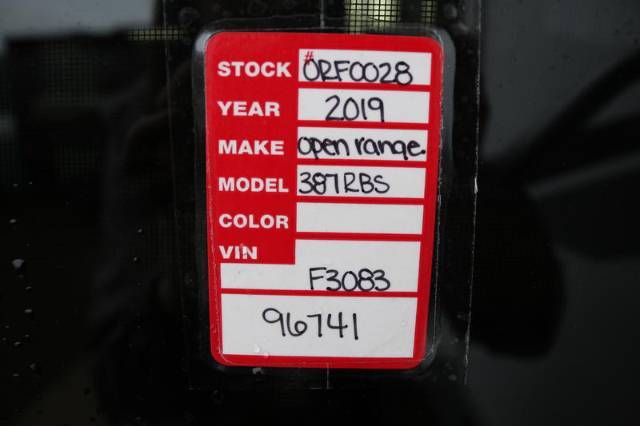 STOCK #ORF0028
YEAR 2019
MAKE open range.
MODEL 387RBS
COLOR
VIN
F3083
96741